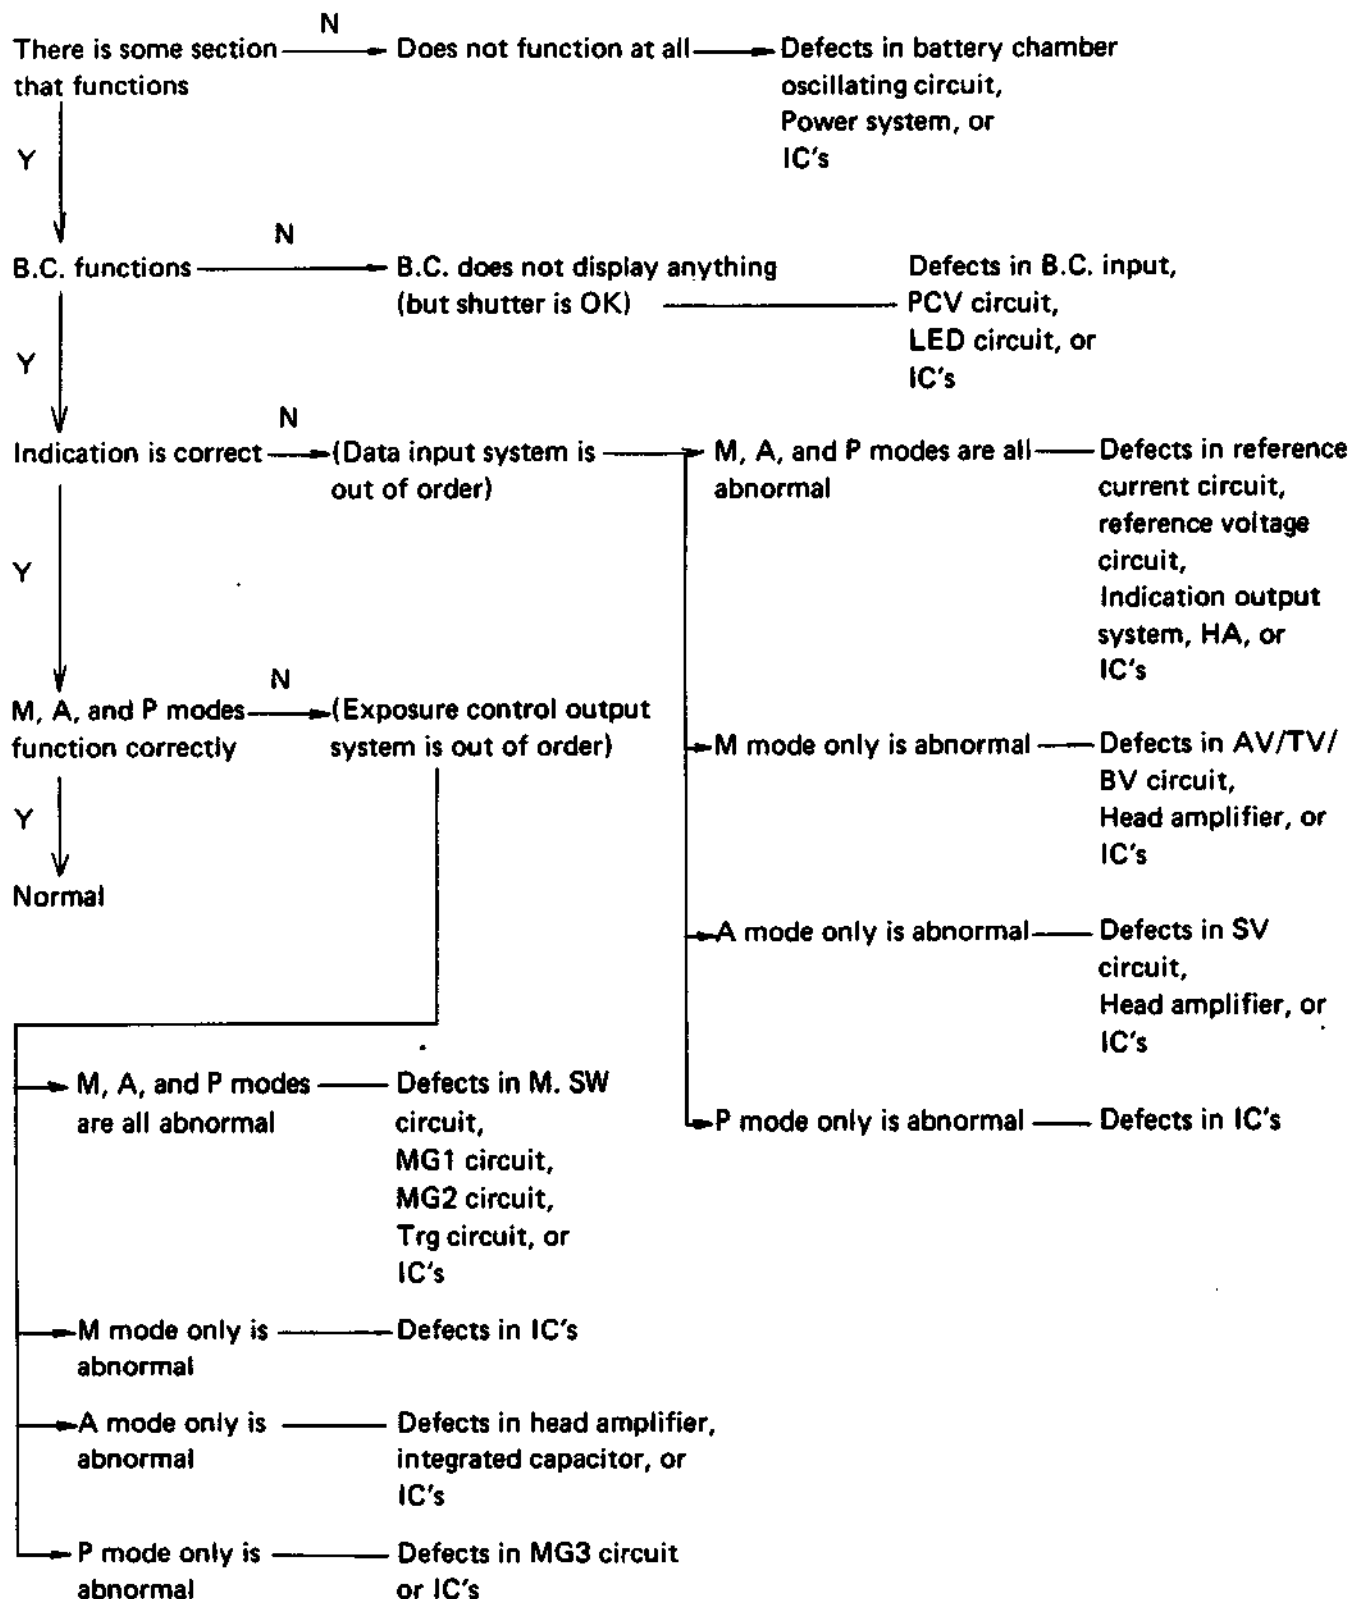 N
There is some section
that functions
Does not function at all
Defects in battery chamber
oscillating circuit,
Power system, or
IC's
Y
N
B.C. functions
B.C. does not display anything
(but shutter is OK)
Defects in B.C. input,
PCV circuit,
LED circuit, or
IC's
Y
N
Indication is correct
(Data input system is
out of order)
M, A, and P modes are all
abnormal
Defects in reference
current circuit,
reference voltage
circuit,
Indication output
system, HA, or
IC's
Y
N
M, A, and P modes
function correctly
(Exposure control output
system is out of order)
M mode only is abnormal
Defects in AV/TV/
BV circuit,
Head amplifier, or
IC's
Y
Normal
A mode only is abnormal
Defects in SV
circuit,
Head amplifier, or
IC's
P mode only is abnormal
Defects in IC's
M, A, and P modes
are all abnormal
Defects in M. SW
circuit,
MG1 circuit,
MG2 circuit,
Trg circuit, or
IC's
M mode only is
abnormal
Defects in IC's
A mode only is
abnormal
Defects in head amplifier,
integrated capacitor, or
IC's
P mode only is
abnormal
Defects in MG3 circuit
or IC's